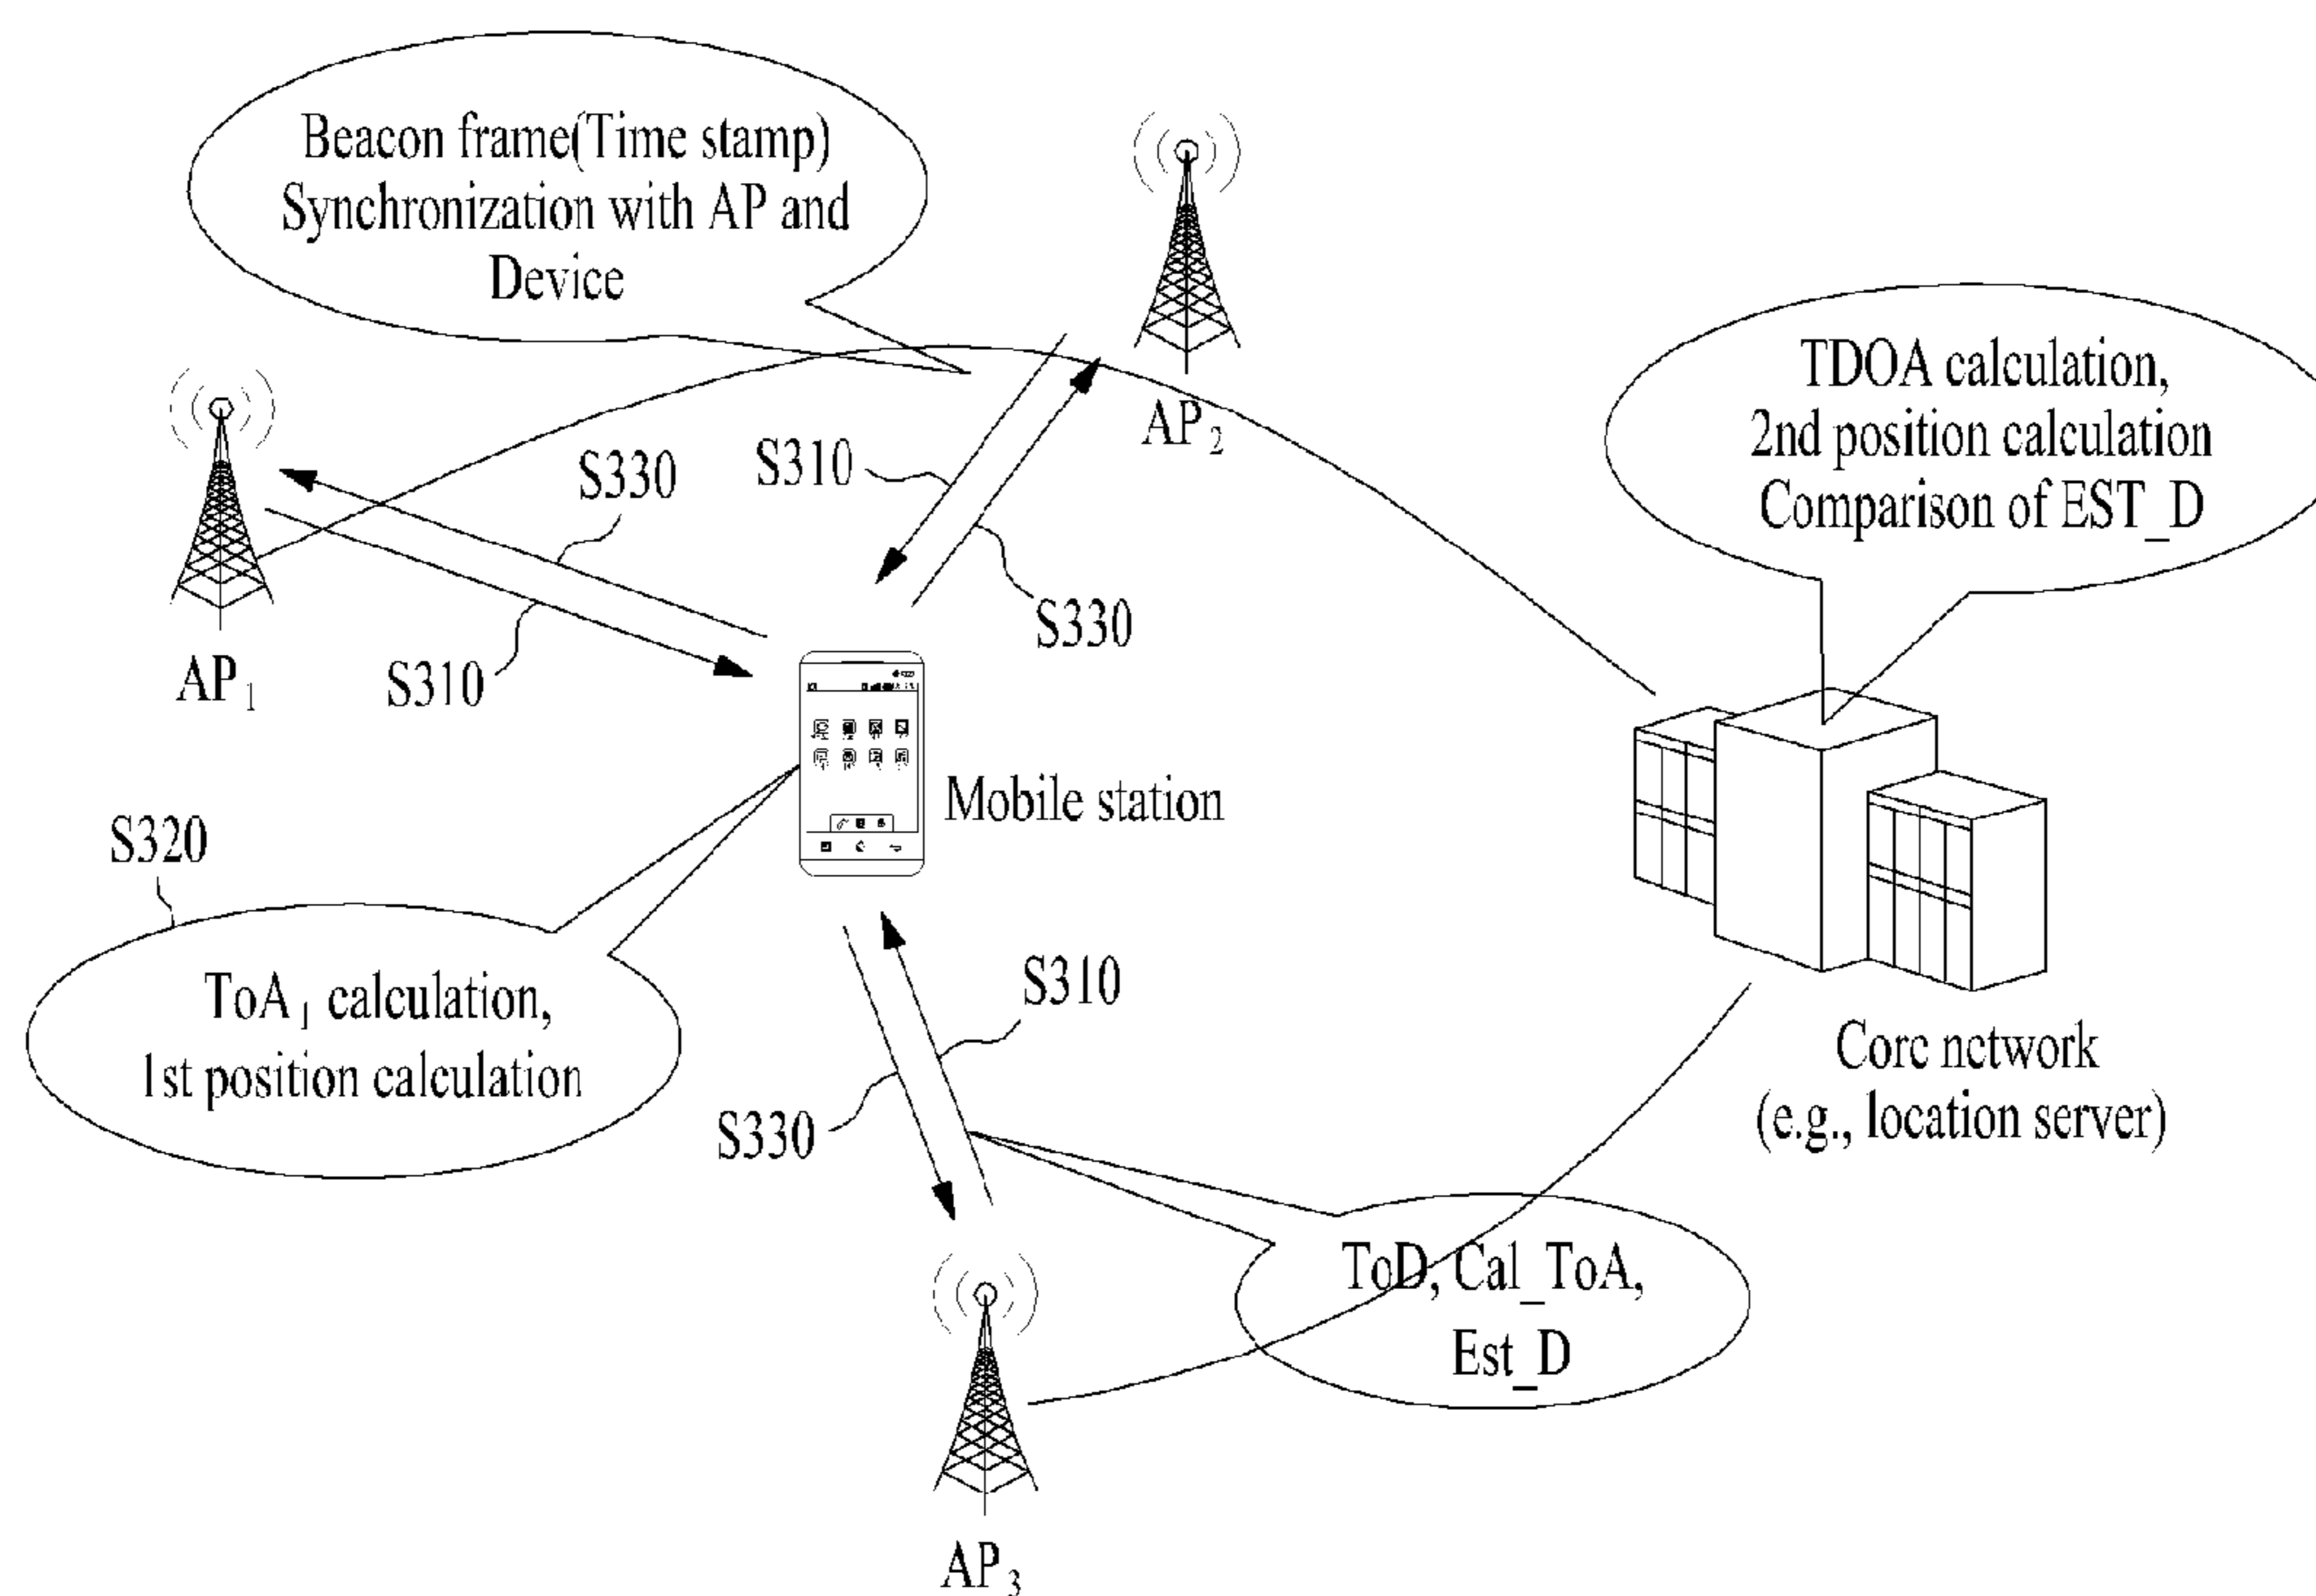 Beacon frame(Time stamp)
Synchronization with AP and
Device
AP2
TDOA calculation,
2nd position calculation
Comparison of EST_D
S330
S310
S330
AP1
S310
Mobile station
S320
ToA1 calculation,
1st position calculation
S310
S330
Core network
(e.g., location server)
ToD, Cal_ToA,
Est_D
AP3